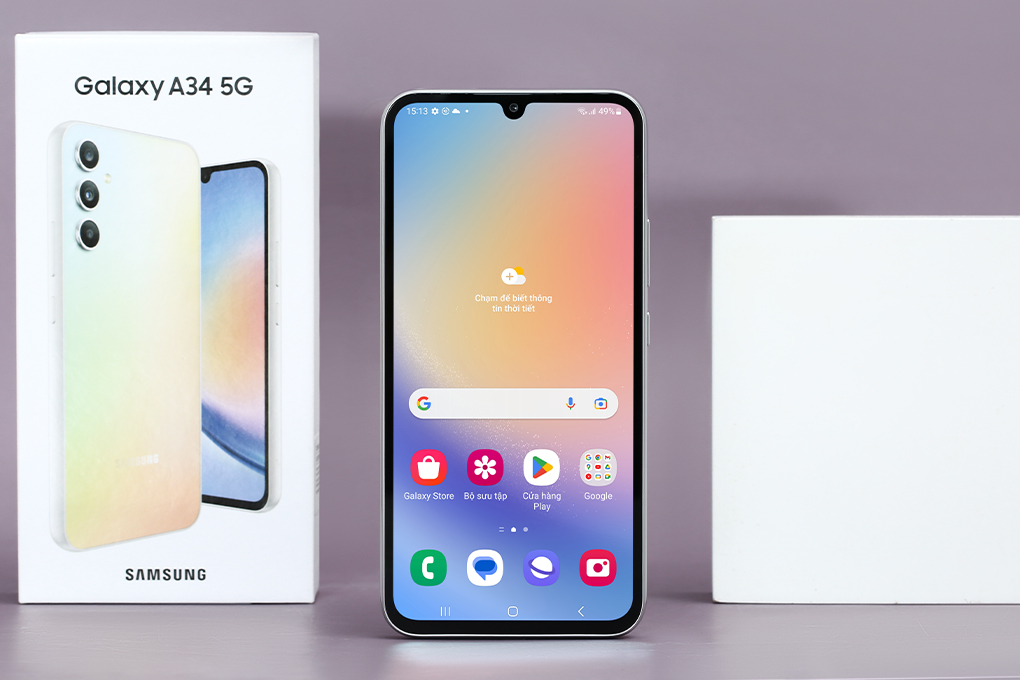 Galaxy A34 5G
SAMSUNG
SAMSUNG
15:13
49%
Chạm để biết thông
tin thời tiết
Galaxy Store
Bộ sưu tập
Cửa hàng
Play
Google